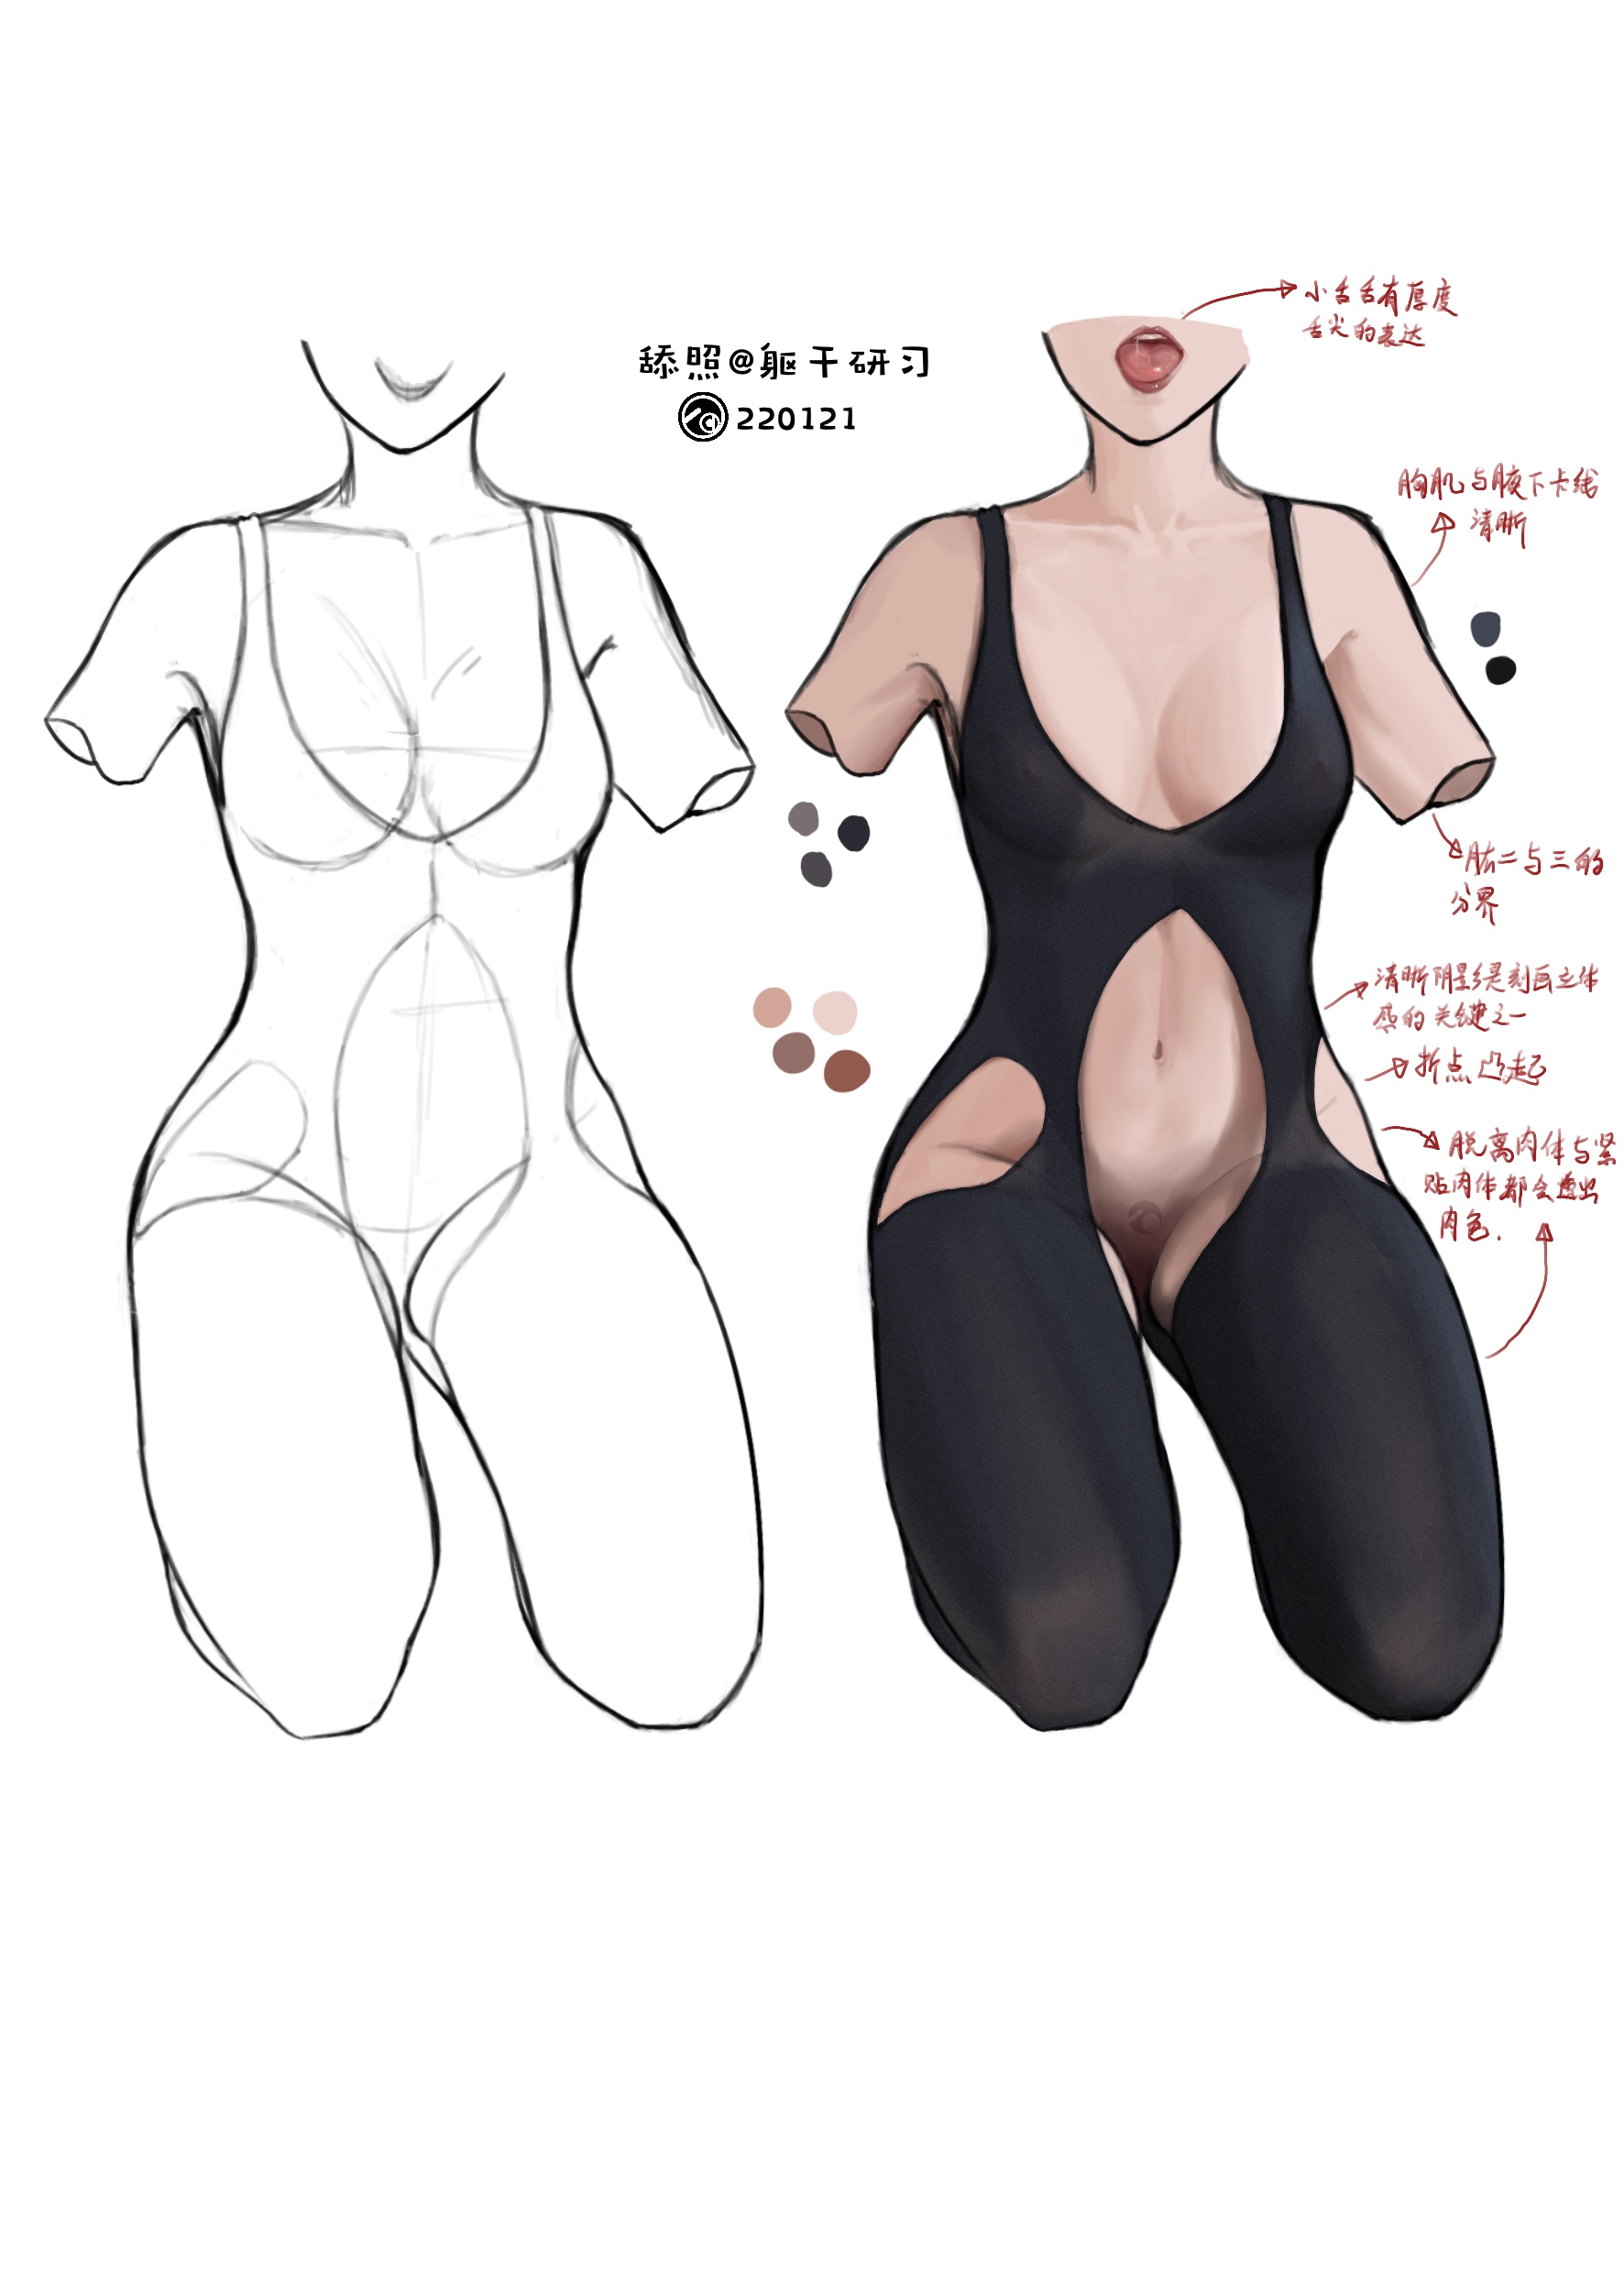 小舌舌有厚度
舌尖的表达
舔照@躯干研习
220121
胸肌与腋下卡线
清晰
肱二与三的
分界
清晰阴影是刻画立体
感的关键之一
折点凸起
脱离肉体与紧
贴肉体都会透出
肉色.